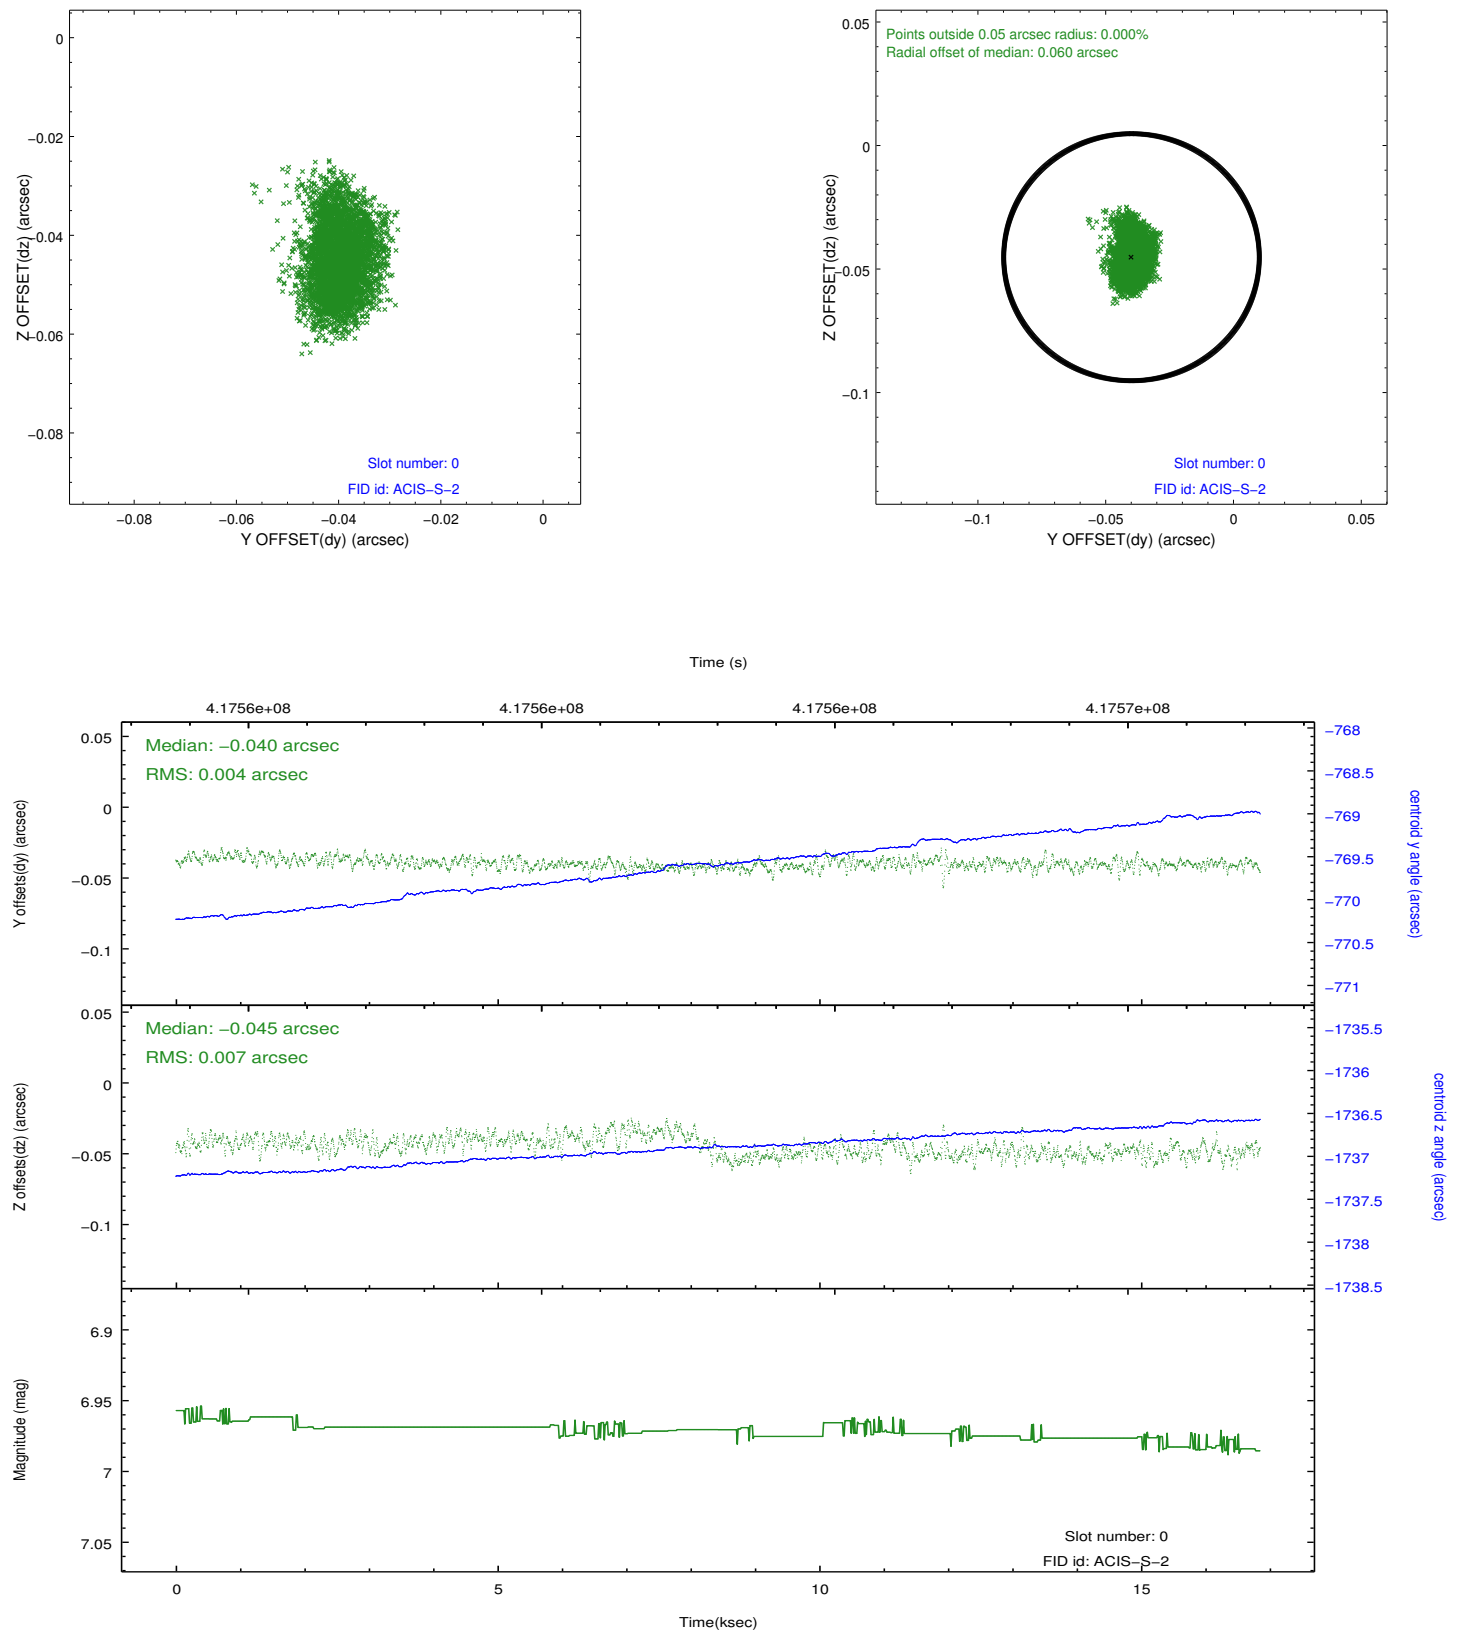 0
−0.02
−0.04
−0.06
−0.08
Z OFFSET(dz) (arcsec)
Slot number: 0
FID id: ACIS−S−2
−0.08 −0.06 −0.04 −0.02 0
Y OFFSET(dy) (arcsec)
Points outside 0.05 arcsec radius: 0.000%
Radial offset of median: 0.060 arcsec
0.05
0
−0.05
−0.1
Z OFFSET(dz) (arcsec)
Slot number: 0
FID id: ACIS−S−2
−0.1 −0.05 0 0.05
Y OFFSET(dy) (arcsec)
Time (s)
4.1756e+08 4.1756e+08 4.1756e+08 4.1757e+08
Median: −0.040 arcsec
RMS: 0.004 arcsec
0.05
0
−0.05
−0.1
Y offsets(dy) (arcsec)
−768
−768.5
−769
−769.5
−770
−770.5
−771
centroid y angle (arcsec)
Median: −0.045 arcsec
RMS: 0.007 arcsec
0.05
0
−0.05
−0.1
Z offsets(dz) (arcsec)
−1735.5
−1736
−1736.5
−1737
−1737.5
−1738
−1738.5
centroid z angle (arcsec)
6.9
6.95
7
7.05
Magnitude (mag)
Slot number: 0
FID id: ACIS−S−2
0 5 10 15
Time(ksec)